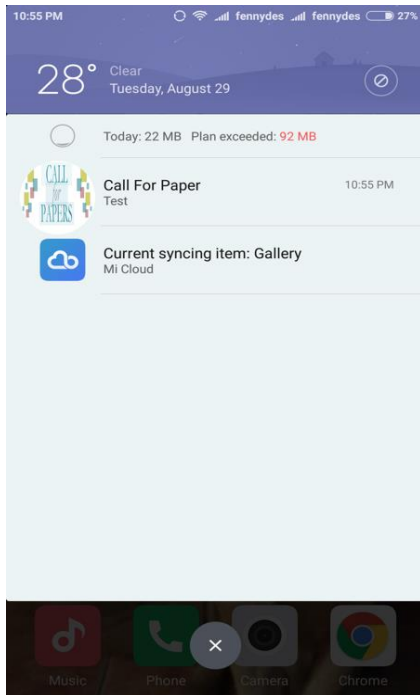 10:55 PM fennydes fennydes 27%
28° Clear
Tuesday, August 29
Today: 22 MB Plan exceeded: 92 MB
CALL
for
PAPERS
Call For Paper 10:55 PM
Test
Current syncing item: Gallery
Mi Cloud
Music Phone Camera Chrome